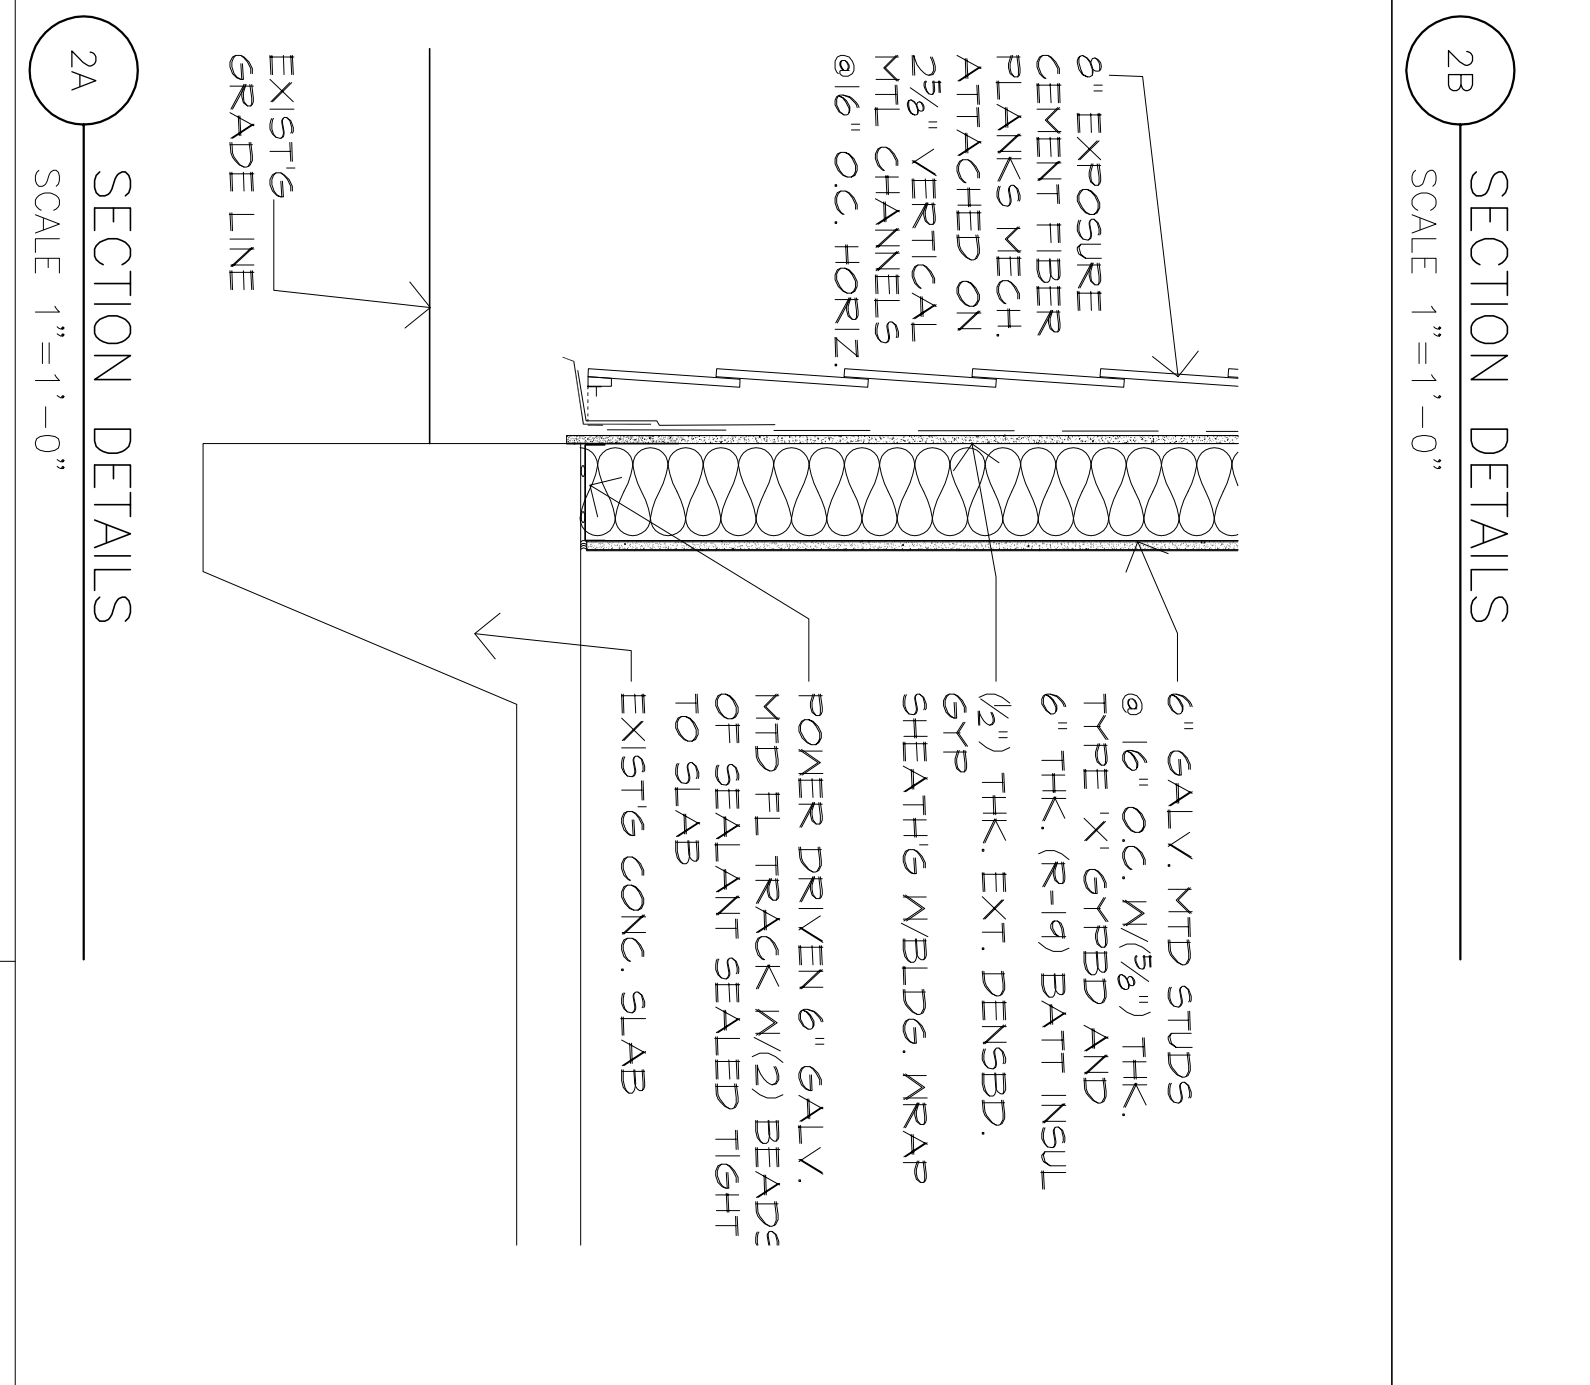 2B
SECTION DETAILS
SCALE 1”=1’-0”
8" EXPOSURE
CEMENT FIBER
PLANKS MECH.
ATTACHED ON
2⅝" VERTICAL
MTL CHANNELS
@16" O.C. HORIZ.
6" GALV. MTD STUDS
@ 16" O.C. W/(⅝") THK.
TYPE 'X' GYPBD AND
6" THK. (R-19) BATT INSUL
(½") THK. EXT. DENSBD.
GYP
SHEATH'G W/BLDG. WRAP
POWER DRIVEN 6" GALV.
MTD FL TRACK W/(2) BEADS
OF SEALANT SEALED TIGHT
TO SLAB
EXIST'G CONC. SLAB
EXIST'G
GRADE LINE
2A
SECTION DETAILS
SCALE 1”=1’-0”